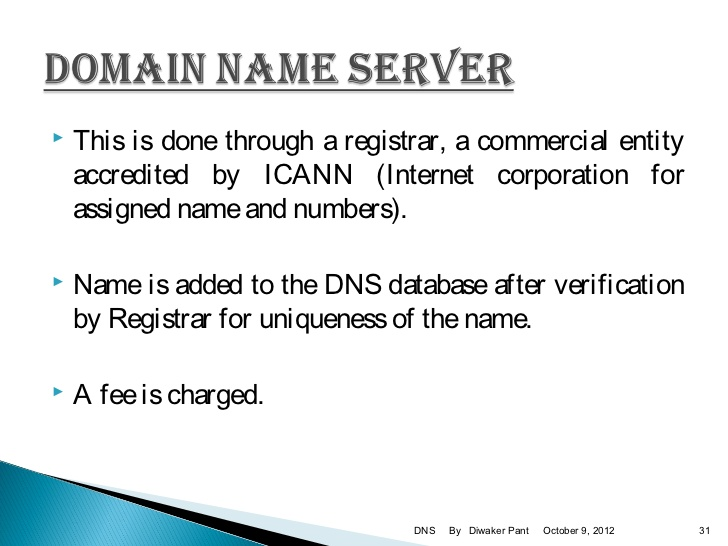 DOMAIN NAME SERVER
This is done through a registrar, a commercial entity
accredited by ICANN (Internet corporation for
assigned name and numbers).
Name is added to the DNS database after verification
by Registrar for uniqueness of the name.
A fee is charged.
DNS By Diwaker Pant October 9, 2012 31